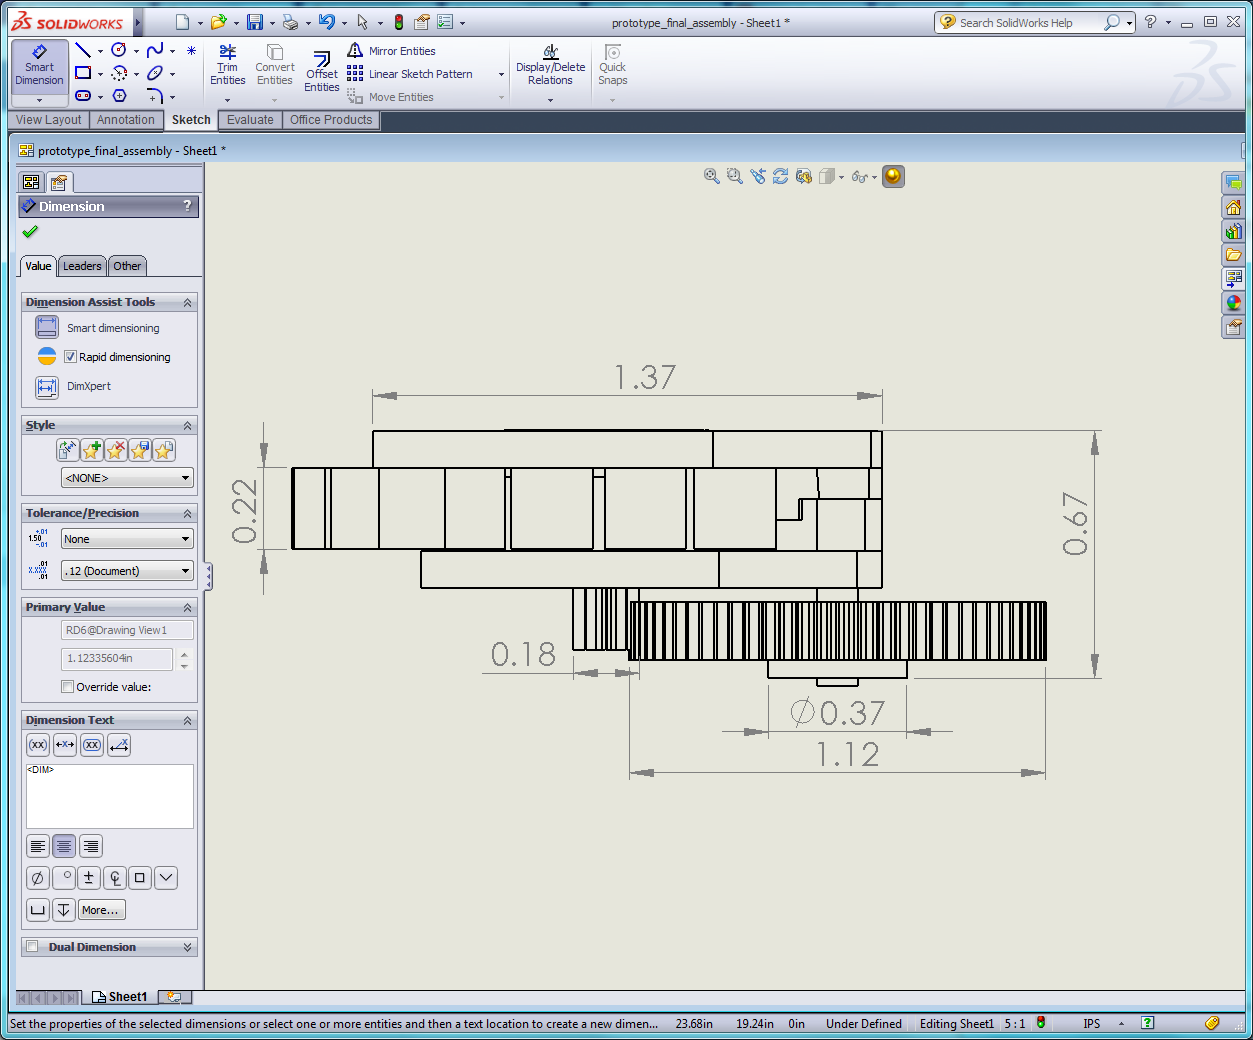 SOLIDWORKS
prototype_final_assembly - Sheet1 *
Search SolidWorks Help
Smart Dimension
Trim Entities
Convert Entities
Offset Entities
Mirror Entities
Linear Sketch Pattern
Move Entities
Display/Delete Relations
Quick Snaps
View Layout
Annotation
Sketch
Evaluate
Office Products
prototype_final_assembly - Sheet1 *
Dimension
?
Value
Leaders
Other
Dimension Assist Tools
Smart dimensioning
Rapid dimensioning
DimXpert
Style
<NONE>
Tolerance/Precision
None
.12 (Document)
Primary Value
RD6@Drawing View1
1.12335604in
Override value:
Dimension Text
(xx)
<DIM>
More...
Dual Dimension
1.37
0.22
0.67
0.18
∅0.37
1.12
Sheet1
Set the properties of the selected dimensions or select one or more entities and then a text location to create a new dimen...
23.68in
19.24in
0in
Under Defined
Editing Sheet1
5 : 1
IPS